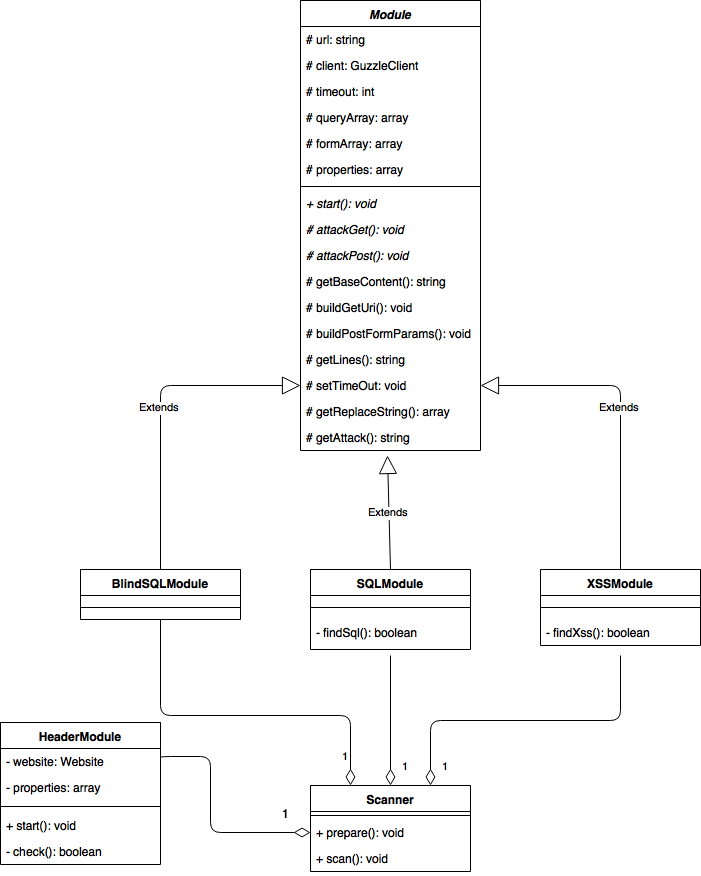 Module
# url: string
# client: GuzzleClient
# timeout: int
# queryArray: array
# formArray: array
# properties: array
+ start(): void
# attackGet(): void
# attackPost(): void
# getBaseContent(): string
# buildGetUri(): void
# buildPostFormParams(): void
# getLines(): string
# setTimeOut: void
# getReplaceString(): array
# getAttack(): string
Extends
Extends
Extends
BlindSQLModule
SQLModule
- findSql(): boolean
XSSModule
- findXss(): boolean
HeaderModule
- website: Website
- properties: array
+ start(): void
- check(): boolean
1
1
1
1
Scanner
+ prepare(): void
+ scan(): void